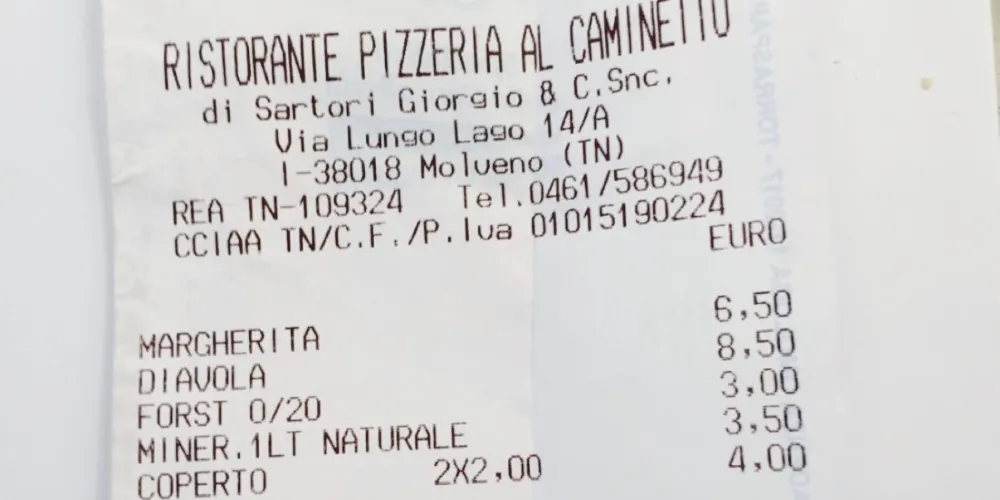 RISTORANTE PIZZERIA AL CAMINETTO
di Sartori Giorgio & C.Snc.
Via Lungo Lago 14/A
I-38018 Molveno (TN)
REA TN-109324 Tel.0461/586949
CCIAA TN/C.F./P.Iva 01015190224
EURO
MARGHERITA 6,50
DIAVOLA 8,50
FORST 0/20 3,00
MINER.1LT NATURALE 3,50
COPERTO 2X2,00 4,00